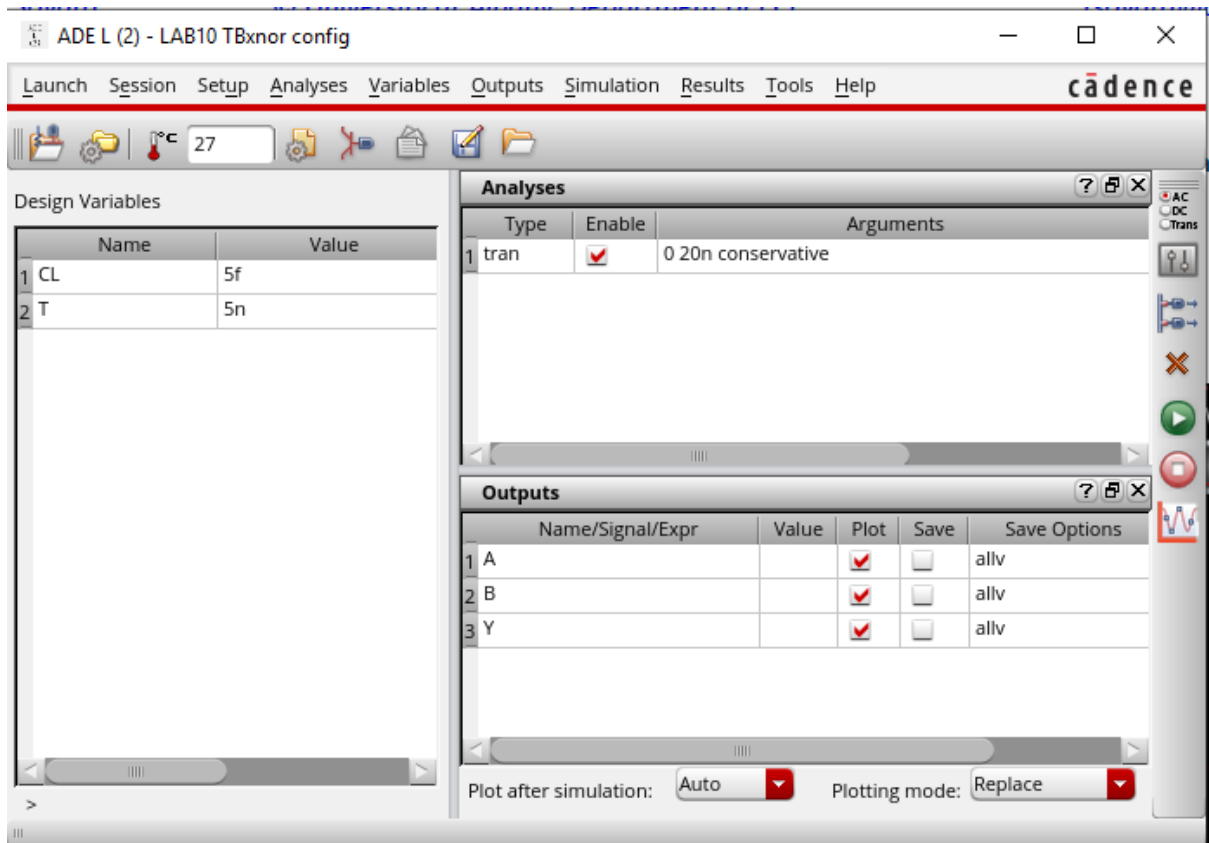 ADE L (2) - LAB10 TBxnor config
Launch Session Setup Analyses Variables Outputs Simulation Results Tools Help cādence
°C 27
Design Variables
Name Value
1 CL 5f
2 T 5n
>
Analyses
Type Enable Arguments
1 tran 0 20n conservative
Outputs
Name/Signal/Expr Value Plot Save Save Options
1 A allv
2 B allv
3 Y allv
Plot after simulation: Auto Plotting mode: Replace
AC
DC
Trans